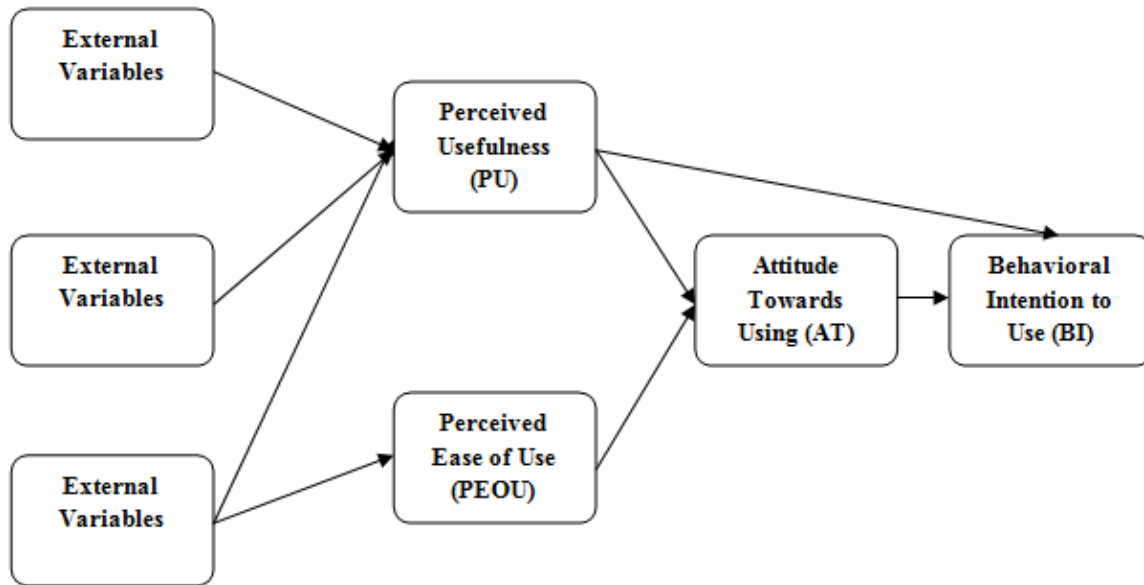 External
Variables
Perceived
Usefulness
(PU)
External
Variables
Attitude
Towards
Using (AT)
Behavioral
Intention to
Use (BI)
Perceived
Ease of Use
(PEOU)
External
Variables